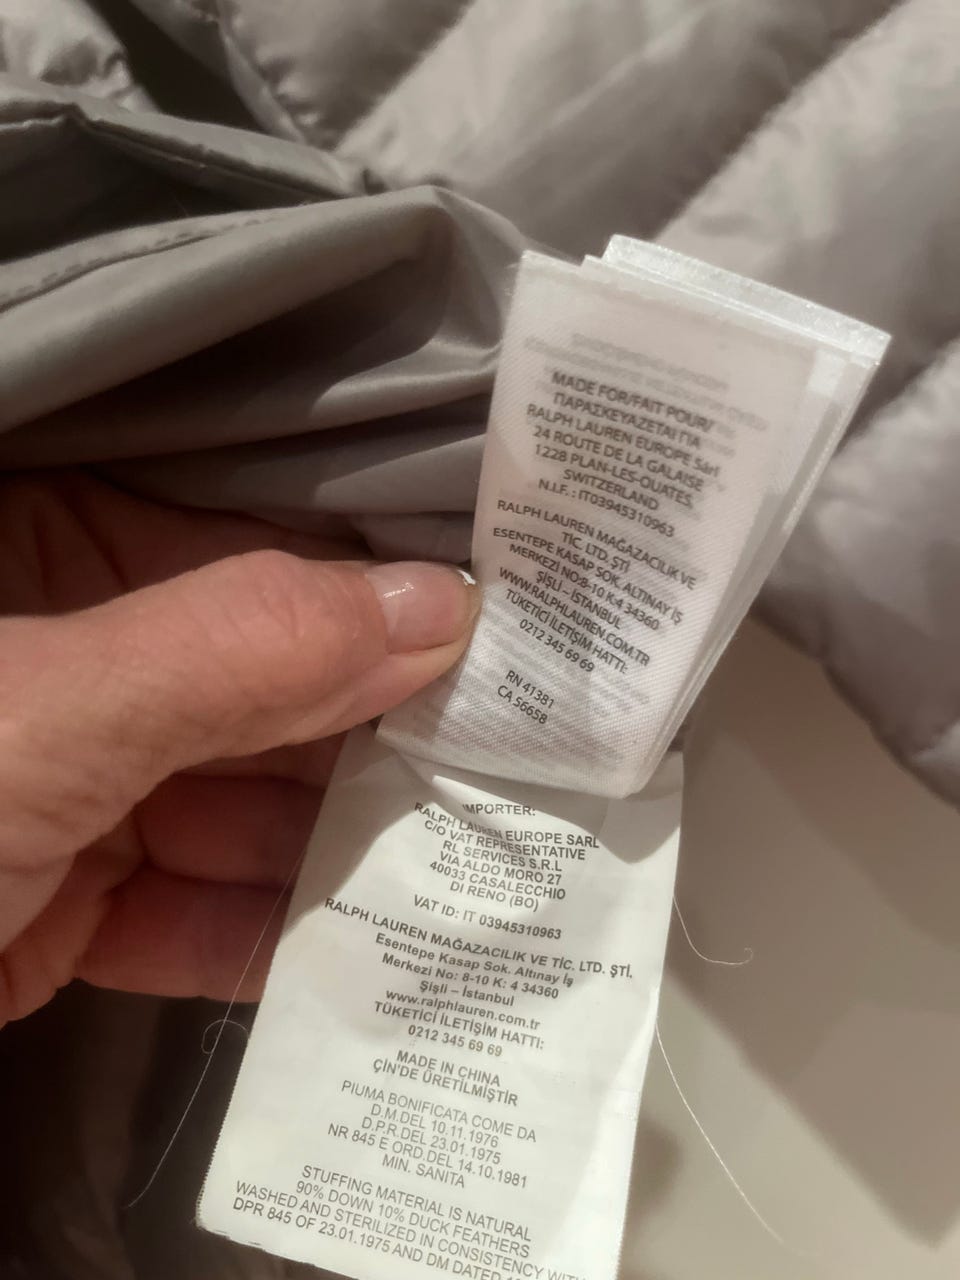 MADE FOR/FAIT POUR/
ΠΑΡΑΣΚΕΥΑΖΕΤΑΙ ΓΙΑ
RALPH LAUREN EUROPE Sàrl
24 ROUTE DE LA GALAISE
1228 PLAN-LES-OUATES,
SWITZERLAND
N.I.F. : IT03945310963
RALPH LAUREN MAĞAZACILIK VE
TİC. LTD. ŞTİ
ESENTEPE KASAP SOK. ALTINAY İŞ
MERKEZİ NO:8-10 K:4 34360
ŞİŞLİ – İSTANBUL
WWW.RALPHLAUREN.COM.TR
TÜKETİCİ İLETİŞİM HATTI:
0212 345 69 69
RN 41381
CA 56658
IMPORTER:
RALPH LAUREN EUROPE SARL
C/O VAT REPRESENTATIVE
RL SERVICES S.R.L
VIA ALDO MORO 27
40033 CASALECCHIO
DI RENO (BO)
VAT ID: IT 03945310963
RALPH LAUREN MAĞAZACILIK VE TİC. LTD. ŞTİ.
Esentepe Kasap Sok. Altınay İş
Merkezi No: 8-10 K: 4 34360
Şişli – İstanbul
www.ralphlauren.com.tr
TÜKETİCİ İLETİŞİM HATTI:
0212 345 69 69
MADE IN CHINA
ÇİN'DE ÜRETİLMİŞTİR
PIUMA BONIFICATA COME DA
D.M.DEL 10.11.1976
D.P.R.DEL 23.01.1975
NR 845 E ORD.DEL 14.10.1981
MIN. SANITA
STUFFING MATERIAL IS NATURAL
90% DOWN 10% DUCK FEATHERS
WASHED AND STERILIZED IN CONSISTENCY WITH
DPR 845 OF 23.01.1975 AND DM DATED